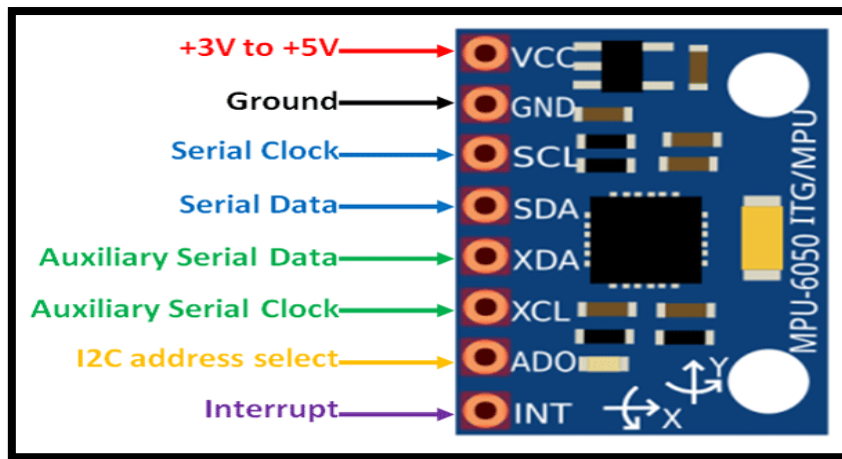 +3V to +5V VCC
Ground GND
Serial Clock SCL
Serial Data SDA
Auxiliary Serial Data XDA
Auxiliary Serial Clock XCL
I2C address select ADO
Interrupt INT
X
Y
MPU-6050 ITG/MPU